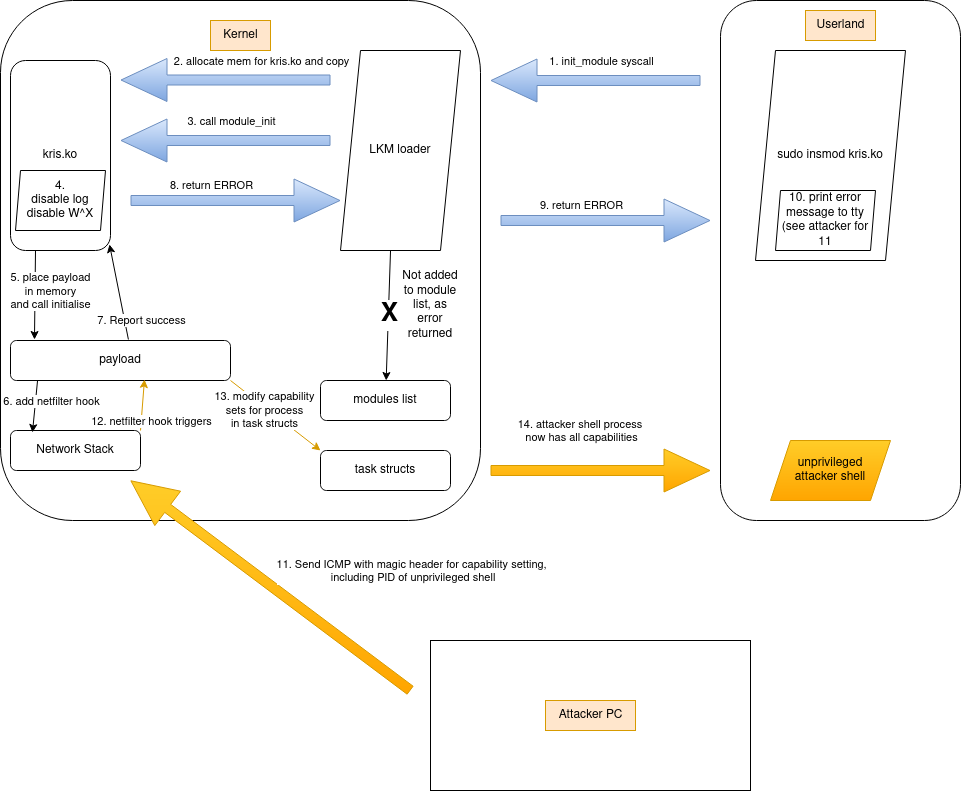 Kernel
Userland
2. allocate mem for kris.ko and copy
1. init_module syscall
3. call module_init
LKM loader
kris.ko
sudo insmod kris.ko
4.
disable log
disable W^X
8. return ERROR
9. return ERROR
10. print error
message to tty
(see attacker for
11
5. place payload
in memory
and call initialise
Not added
to module
list, as
error
returned
X
7. Report success
payload
6. add netfilter hook
12. netfilter hook triggers
13. modify capability
sets for process
in task structs
modules list
Network Stack
task structs
14. attacker shell process
now has all capabilities
unprivileged
attacker shell
11. Send ICMP with magic header for capability setting,
including PID of unprivileged shell
Attacker PC